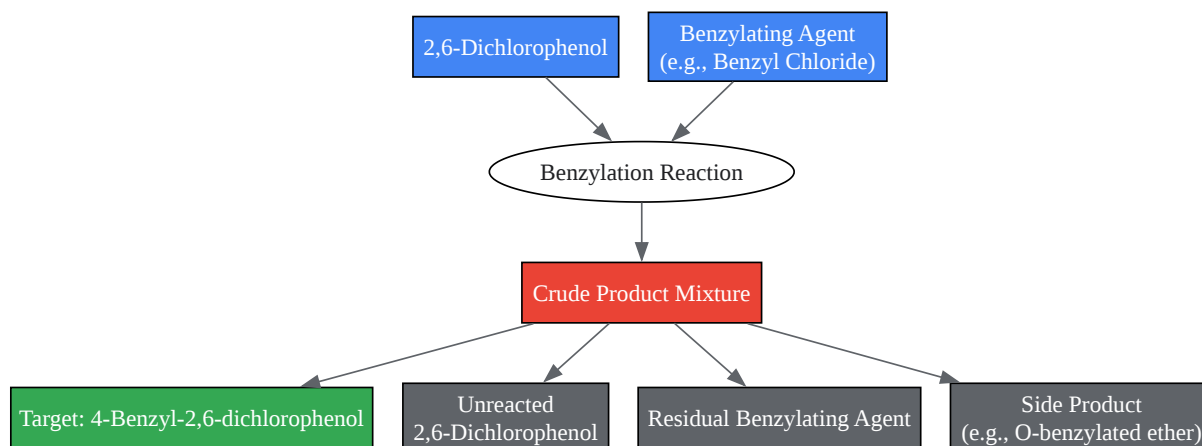 2,6-Dichlorophenol
Benzylating Agent
(e.g., Benzyl Chloride)
Benzylation Reaction
Crude Product Mixture
Target: 4-Benzyl-2,6-dichlorophenol
Unreacted
2,6-Dichlorophenol
Residual Benzylating Agent
Side Product
(e.g., O-benzylated ether)